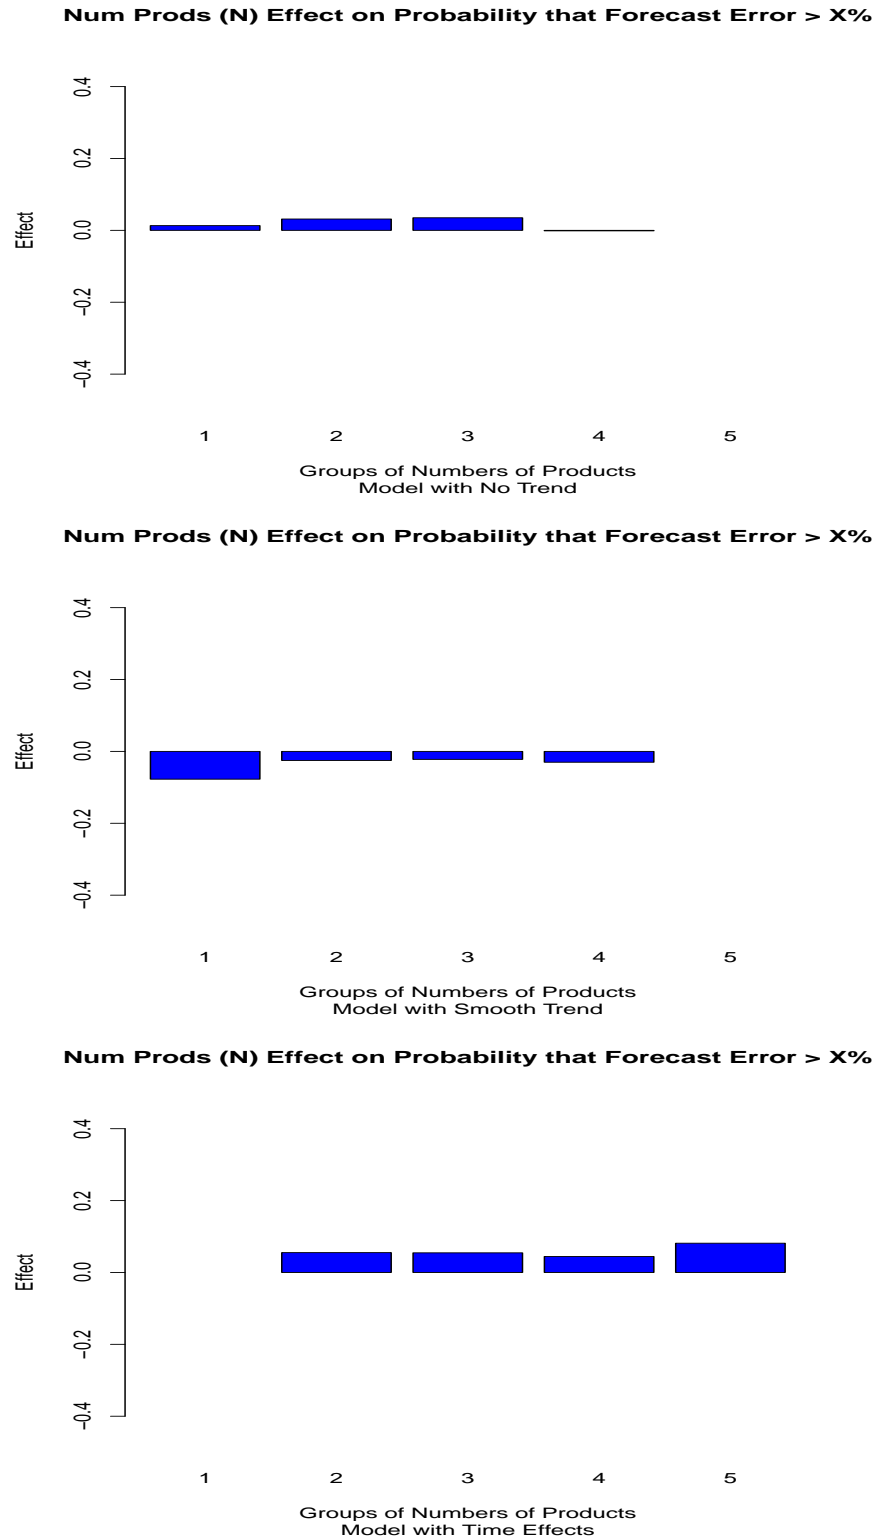 Num Prods (N) Effect on Probability that Forecast Error > X%
0.4
0.2
0.0
−0.2
−0.4
Effect
1 2 3 4 5
Groups of Numbers of Products
Model with No Trend
Num Prods (N) Effect on Probability that Forecast Error > X%
0.4
0.2
0.0
−0.2
−0.4
Effect
1 2 3 4 5
Groups of Numbers of Products
Model with Smooth Trend
Num Prods (N) Effect on Probability that Forecast Error > X%
0.4
0.2
0.0
−0.2
−0.4
Effect
1 2 3 4 5
Groups of Numbers of Products
Model with Time Effects